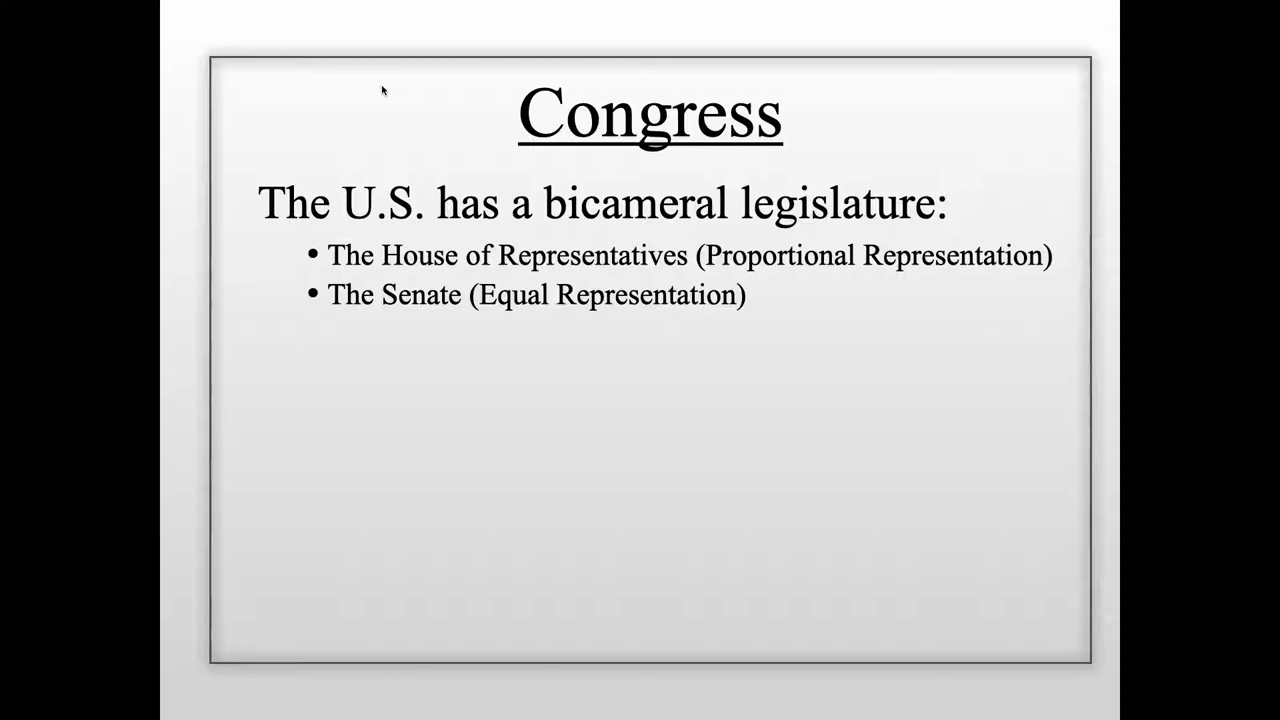 Congress
The U.S. has a bicameral legislature:
• The House of Representatives (Proportional Representation)
• The Senate (Equal Representation)